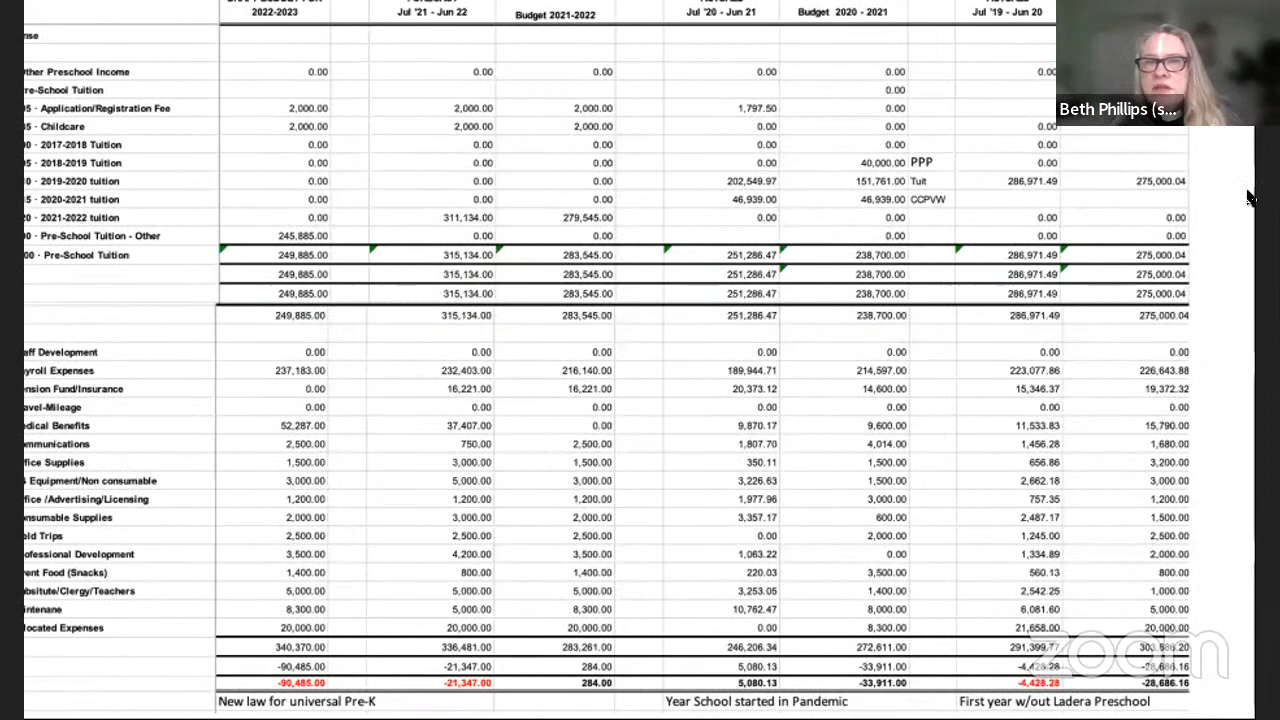 2022-2023 Jul '21 - Jun 22 Budget 2021-2022 Jul '20 - Jun 21 Budget 2020 - 2021 Jul '19 - Jun 20
nse
ther Preschool Income 0.00 0.00 0.00 0.00 0.00 0.00
re-School Tuition 0.00
5 · Application/Registration Fee 2,000.00 2,000.00 2,000.00 1,797.50 0.00
5 · Childcare 2,000.00 2,000.00 2,000.00 0.00 0.00 0.00
0 · 2017-2018 Tuition 0.00 0.00 0.00 0.00 0.00 0.00
5 · 2018-2019 Tuition 0.00 0.00 0.00 0.00 40,000.00 PPP 0.00
0 · 2019-2020 tuition 0.00 0.00 0.00 202,549.97 151,761.00 Tuit 286,971.49 275,000.04
5 · 2020-2021 tuition 0.00 0.00 0.00 46,939.00 46,939.00 CCPVW
0 · 2021-2022 tuition 0.00 311,134.00 279,545.00 0.00 0.00 0.00 0.00
0 · Pre-School Tuition - Other 245,885.00 0.00 0.00 0.00 0.00
00 · Pre-School Tuition 249,885.00 315,134.00 283,545.00 251,286.47 238,700.00 286,971.49 275,000.04
249,885.00 315,134.00 283,545.00 251,286.47 238,700.00 286,971.49 275,000.04
249,885.00 315,134.00 283,545.00 251,286.47 238,700.00 286,971.49 275,000.04
249,885.00 315,134.00 283,545.00 251,286.47 238,700.00 286,971.49 275,000.04
aff Development 0.00 0.00 0.00 0.00 0.00 0.00 0.00
yroll Expenses 237,183.00 232,403.00 216,140.00 189,944.71 214,597.00 223,077.86 226,643.88
ension Fund/Insurance 0.00 16,221.00 16,221.00 20,373.12 14,600.00 15,346.37 19,372.32
avel-Mileage 0.00 0.00 0.00 0.00 0.00 0.00 0.00
edical Benefits 52,287.00 37,407.00 0.00 9,870.17 9,600.00 11,533.83 15,790.00
mmunications 2,500.00 750.00 2,500.00 1,807.70 4,014.00 1,456.28 1,680.00
fice Supplies 1,500.00 3,000.00 1,500.00 350.11 1,500.00 656.86 3,200.00
Equipment/Non consumable 3,000.00 5,000.00 3,000.00 3,226.63 1,500.00 2,662.18 3,000.00
fice /Advertising/Licensing 1,200.00 1,200.00 1,200.00 1,977.96 3,000.00 757.35 1,200.00
nsumable Supplies 2,000.00 3,000.00 2,000.00 3,357.17 600.00 2,487.17 1,500.00
eld Trips 2,500.00 2,500.00 2,500.00 0.00 2,000.00 1,245.00 2,500.00
ofessional Development 3,500.00 4,200.00 3,500.00 1,063.22 0.00 1,334.89 2,000.00
vent Food (Snacks) 1,400.00 800.00 1,400.00 220.03 3,500.00 560.13 800.00
ubsitute/Clergy/Teachers 5,000.00 5,000.00 5,000.00 3,253.05 1,400.00 2,542.25 1,000.00
intenane 8,300.00 5,000.00 8,300.00 10,762.47 8,000.00 6,081.60 5,000.00
located Expenses 20,000.00 20,000.00 20,000.00 0.00 8,300.00 21,658.00 20,000.00
340,370.00 336,481.00 283,261.00 246,206.34 272,611.00 291,399.77 303,686.20
-90,485.00 -21,347.00 284.00 5,080.13 -33,911.00 -4,428.28 -28,686.16
-90,485.00 -21,347.00 284.00 5,080.13 -33,911.00 -4,428.28 -28,686.16
New law for universal Pre-K Year School started in Pandemic First year w/out Ladera Preschool
Beth Phillips (s...
zoom